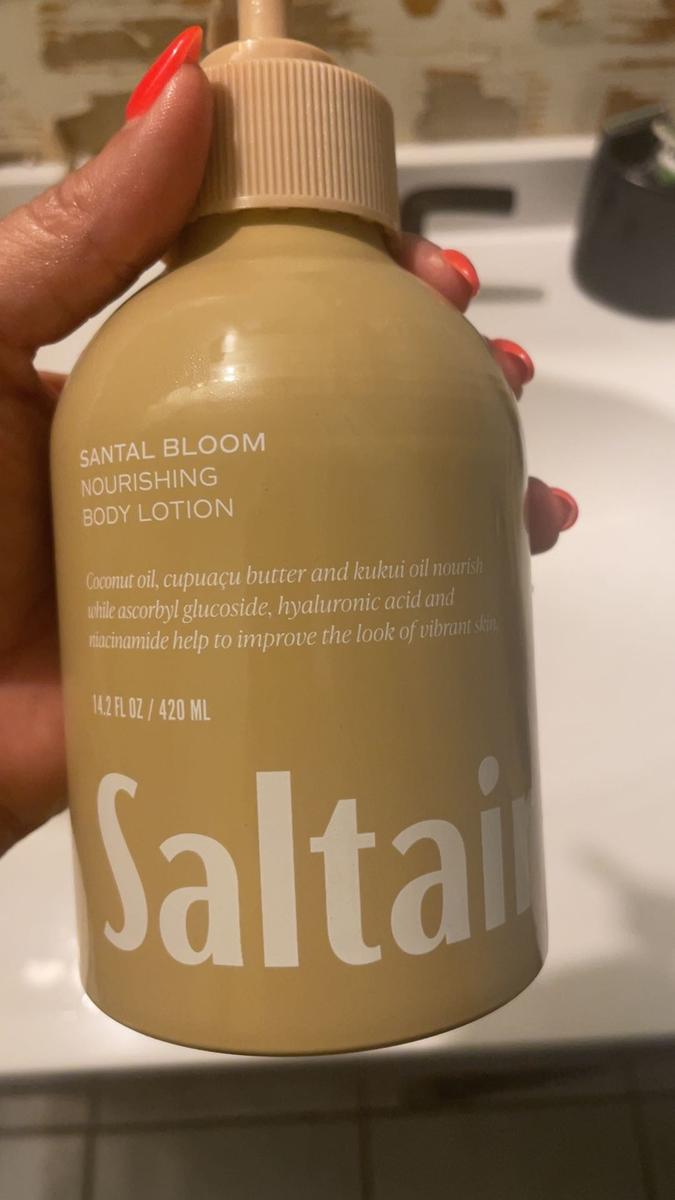 SANTAL BLOOM
NOURISHING
BODY LOTION
Coconut oil, cupuaçu butter and kukui oil nourish
while ascorbyl glucoside, hyaluronic acid and
niacinamide help to improve the look of vibrant skin.
14.2 FL OZ / 420 ML
Saltair